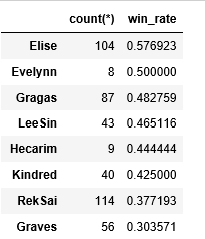 count(*) win_rate
Elise 104 0.576923
Evelynn 8 0.500000
Gragas 87 0.482759
LeeSin 43 0.465116
Hecarim 9 0.444444
Kindred 40 0.425000
RekSai 114 0.377193
Graves 56 0.303571